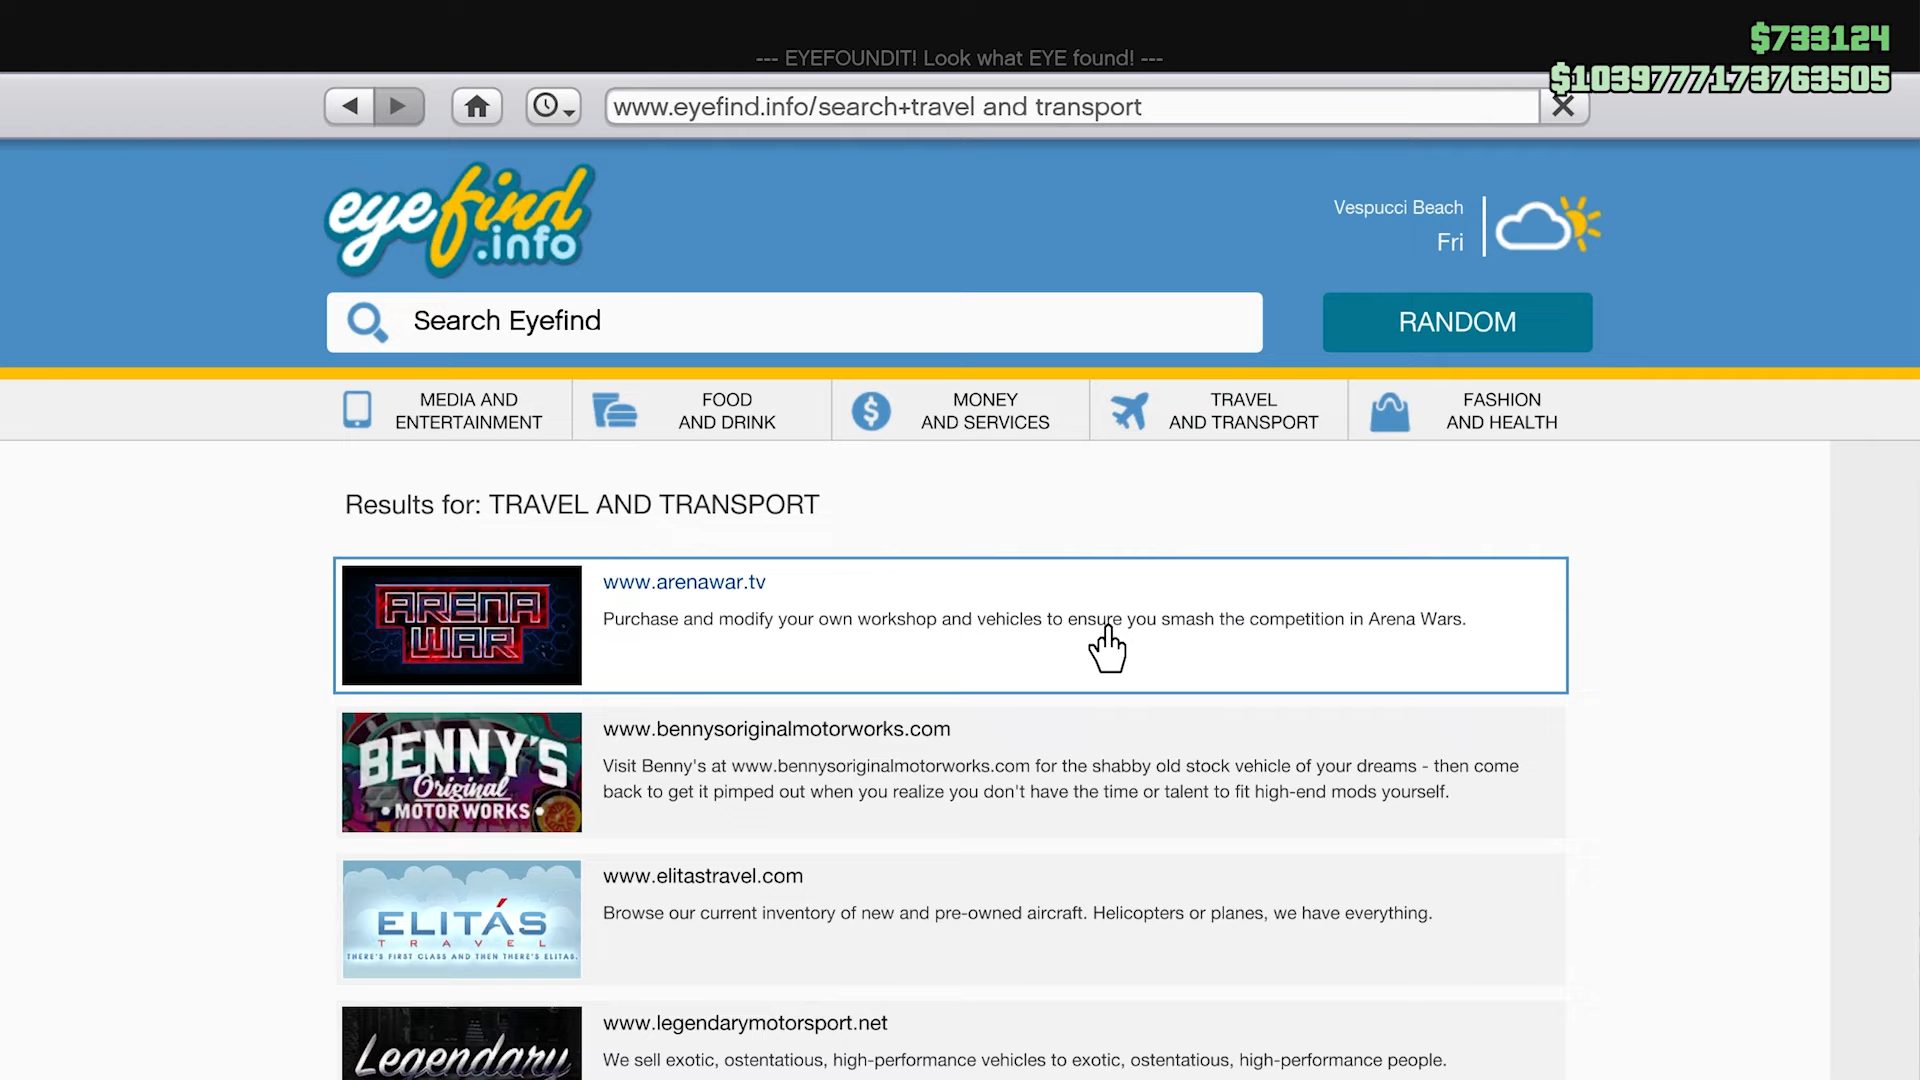 $733124
--- EYEFOUNDIT! Look what EYE found! ---
$1039777173763505
www.eyefind.info/search+travel and transport
eyefind
.info
Vespucci Beach
Fri
Search Eyefind
RANDOM
MEDIA AND
ENTERTAINMENT
FOOD
AND DRINK
MONEY
AND SERVICES
TRAVEL
AND TRANSPORT
FASHION
AND HEALTH
Results for: TRAVEL AND TRANSPORT
ARENA
WAR
www.arenawar.tv
Purchase and modify your own workshop and vehicles to ensure you smash the competition in Arena Wars.
BENNY'S
Original
• MOTOR WORKS •
www.bennysoriginalmotorworks.com
Visit Benny's at www.bennysoriginalmotorworks.com for the shabby old stock vehicle of your dreams - then come
back to get it pimped out when you realize you don't have the time or talent to fit high-end mods yourself.
ELITÁS
TRAVEL
THERE'S FIRST CLASS AND THEN THERE'S ELITAS.
www.elitastravel.com
Browse our current inventory of new and pre-owned aircraft. Helicopters or planes, we have everything.
Legendary
www.legendarymotorsport.net
We sell exotic, ostentatious, high-performance vehicles to exotic, ostentatious, high-performance people.